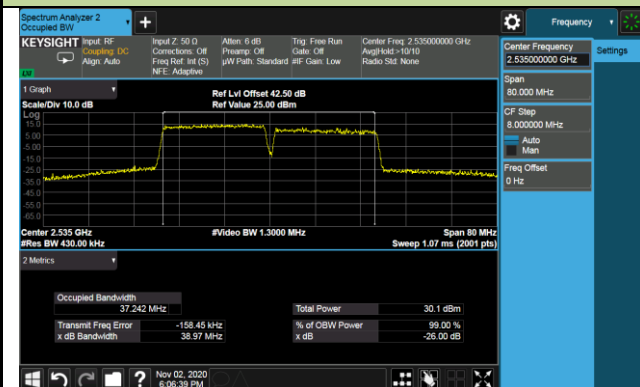 Spectrum Analyzer 2
Occupied BW
Frequency
KEYSIGHT
Input: RF
Coupling: DC
Align: Auto
Input Z: 50 Ω
Corrections: Off
Freq Ref: Int (S)
NFE: Adaptive
Atten: 6 dB
Preamp: Off
µW Path: Standard
Trig: Free Run
Gate: Off
#IF Gain: Low
Center Freq: 2.535000000 GHz
Avg|Hold:>10/10
Radio Std: None
Center Frequency
2.535000000 GHz
Settings
Span
80.000 MHz
CF Step
8.000000 MHz
Auto
Man
Freq Offset
0 Hz
1 Graph
Scale/Div 10.0 dB
Ref Lvl Offset 42.50 dB
Ref Value 25.00 dBm
Log
15.0
5.00
-5.00
-15.0
-25.0
-35.0
-45.0
-55.0
-65.0
Center 2.535 GHz
#Video BW 1.3000 MHz
Span 80 MHz
#Res BW 430.00 kHz
Sweep 1.07 ms (2001 pts)
2 Metrics
Occupied Bandwidth
37.242 MHz
Total Power 30.1 dBm
Transmit Freq Error -158.45 kHz
% of OBW Power 99.00 %
x dB Bandwidth 38.97 MHz
x dB -26.00 dB
?
Nov 02, 2020
6:06:39 PM